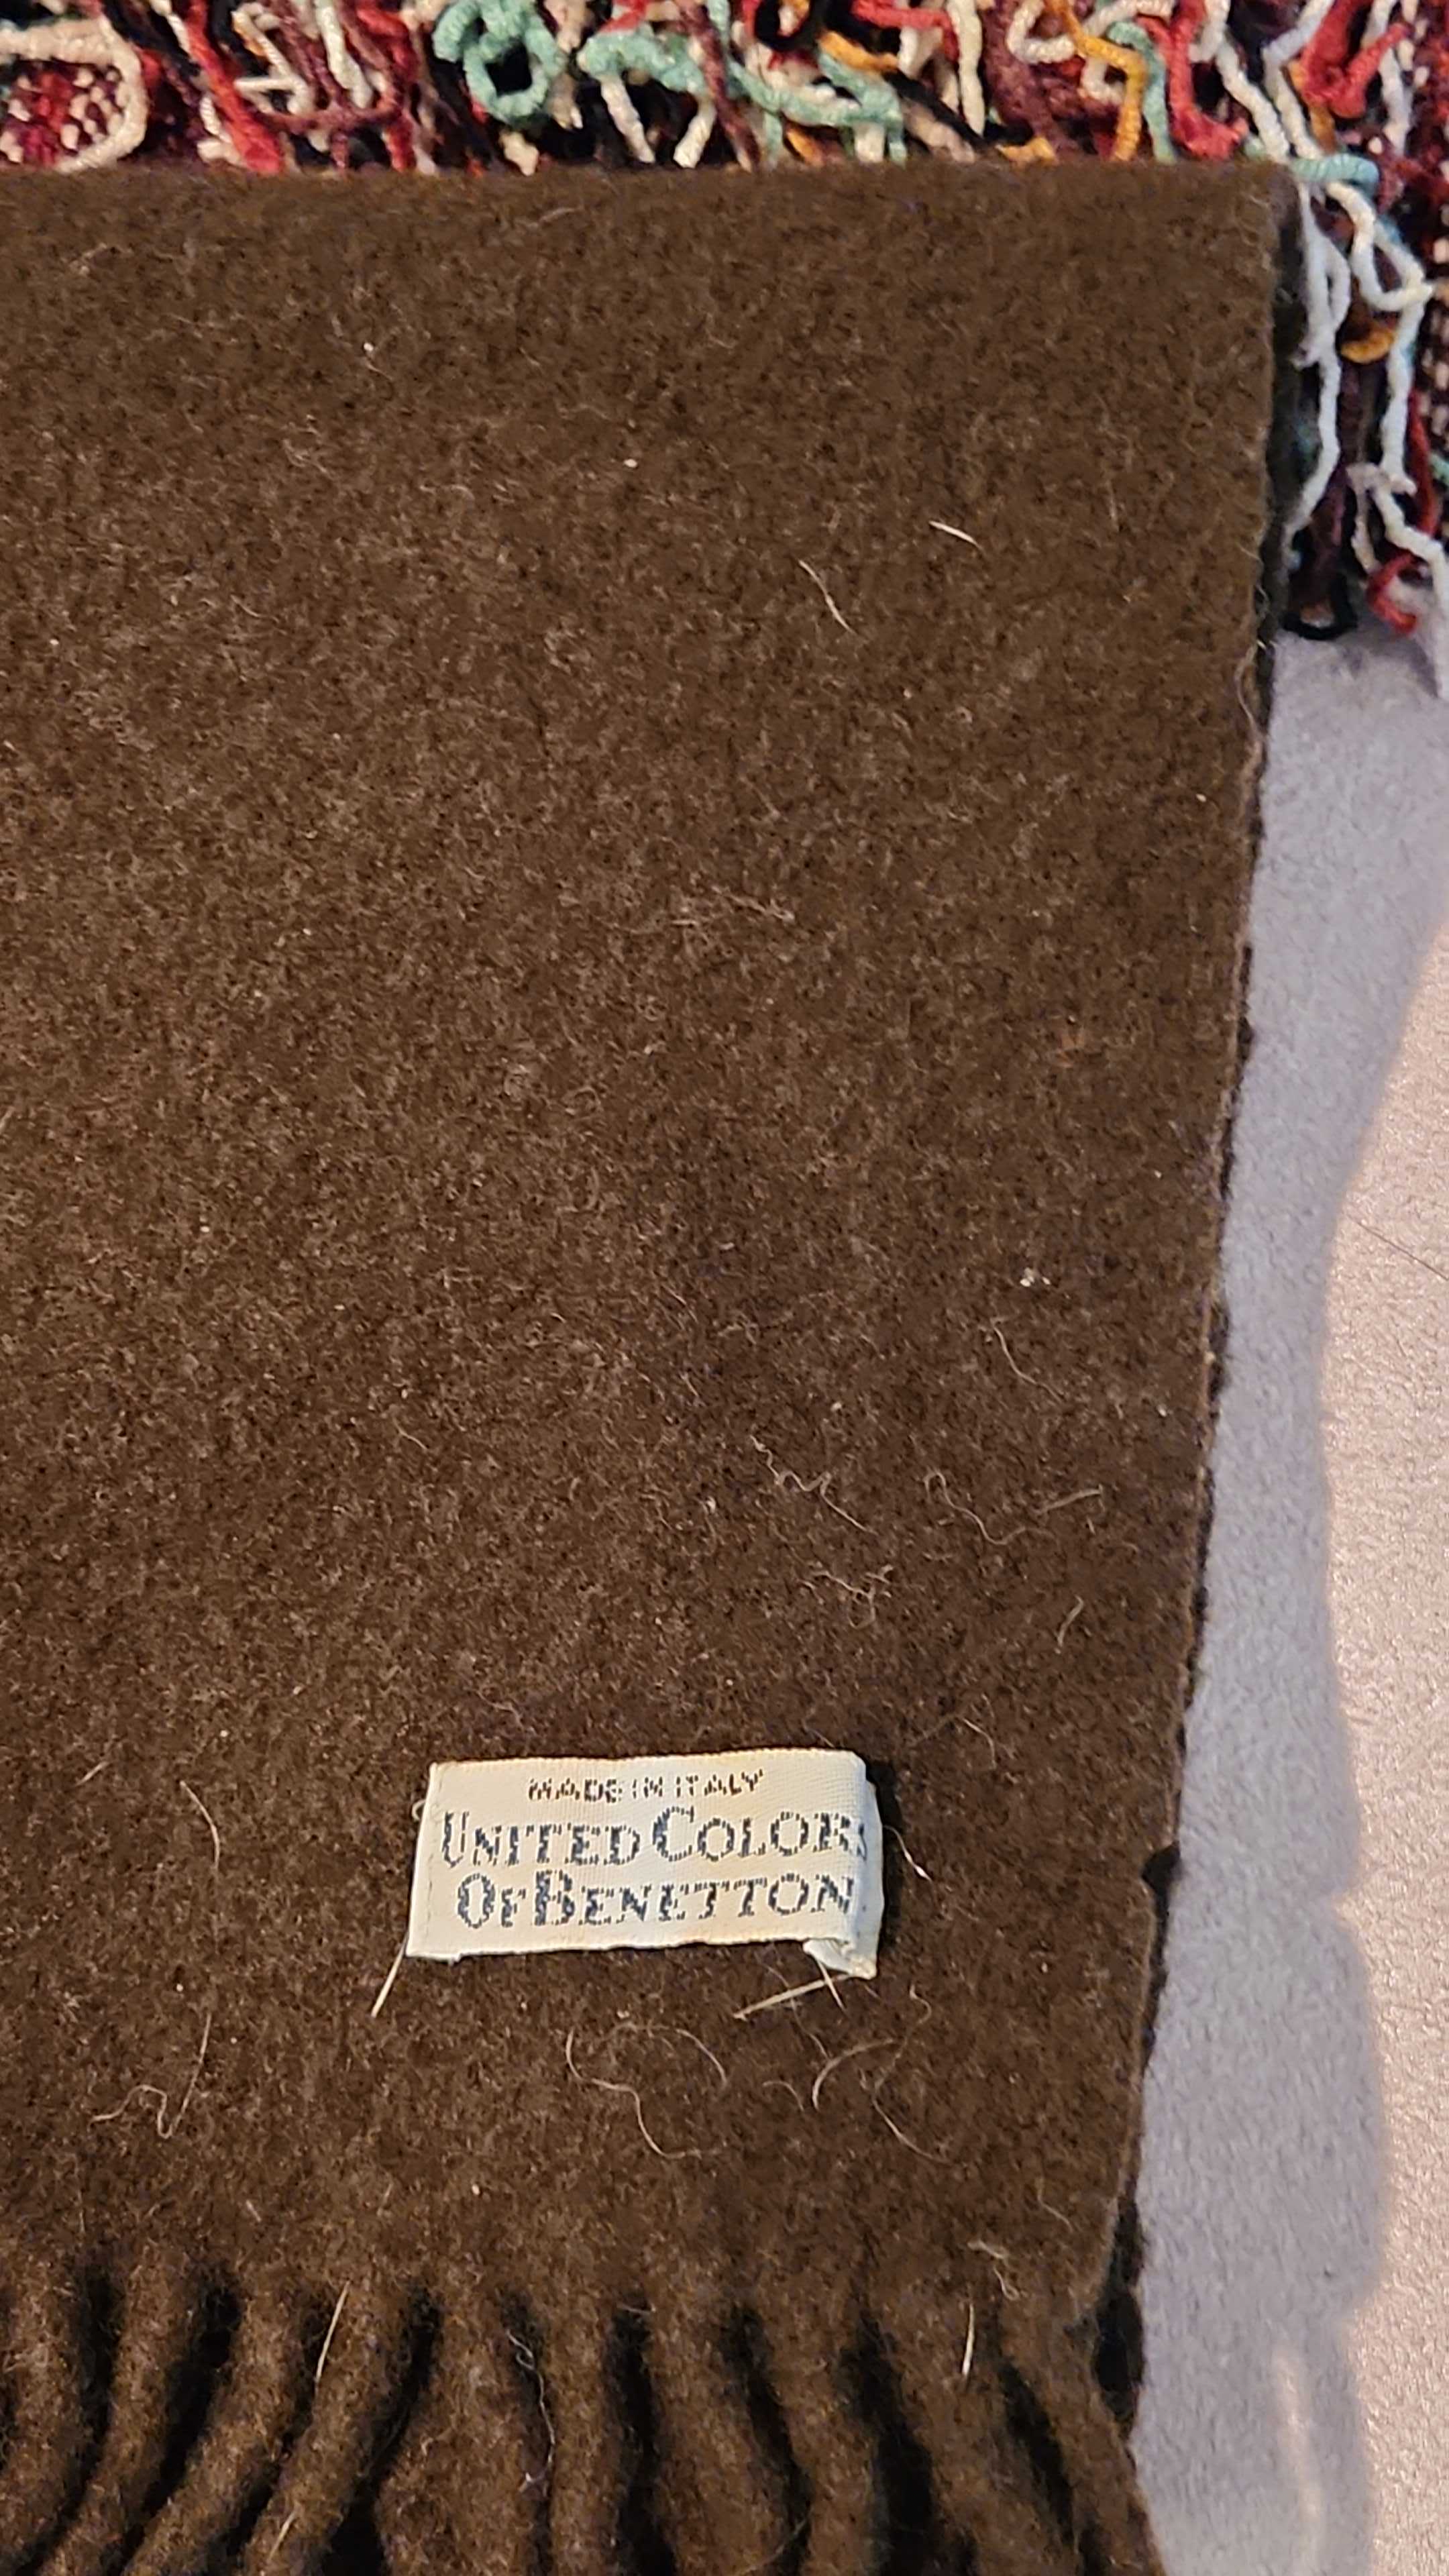 MADE IN ITALY
UNITED COLORS
OF BENETTON